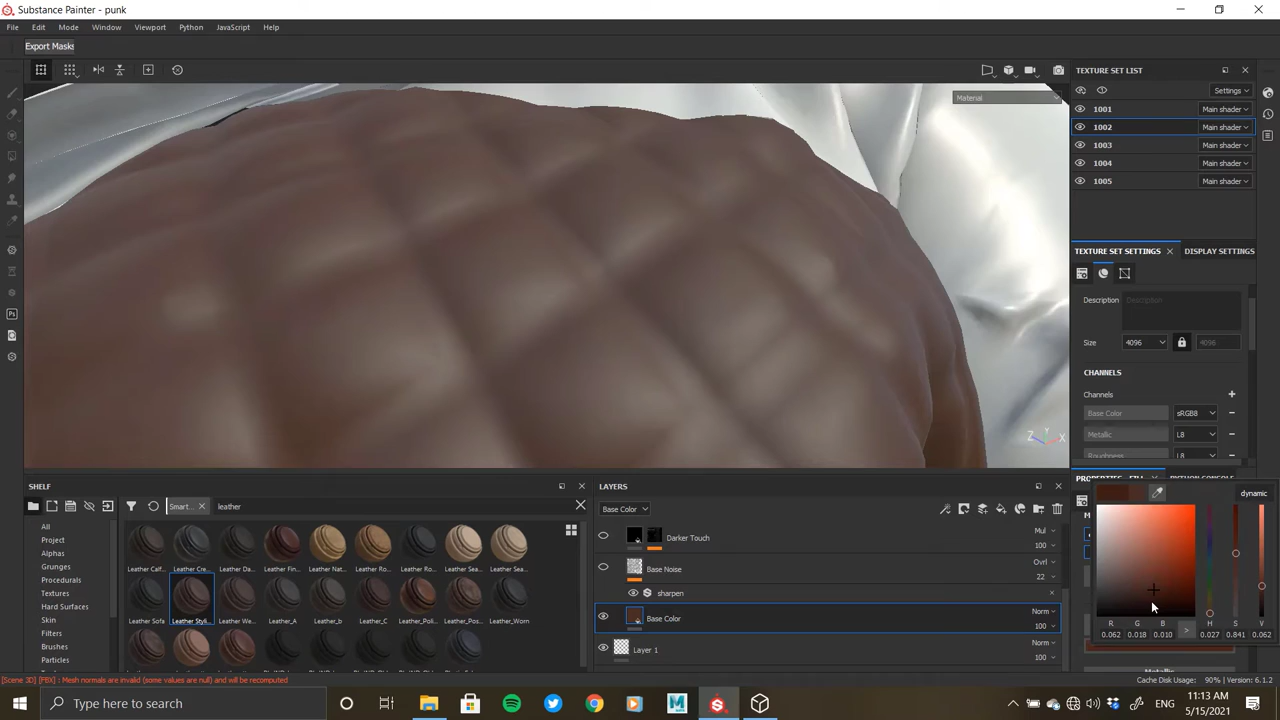 Substance Painter - punk
File Edit Mode Window Viewport Python JavaScript Help
Export Masks
Material
TEXTURE SET LIST
Settings
1001 Main shader
1002 Main shader
1003 Main shader
1004 Main shader
1005 Main shader
TEXTURE SET SETTINGS DISPLAY SETTINGS
Description Description
Size 4096 4096
CHANNELS
Channels
Base Color sRGB8
Metallic L8
Roughness L8
Z Y X
dynamic
R G B H S V
0.062 0.018 0.010 > 0.027 0.841 0.062
Metallic
SHELF
Smart... leather
All
Project
Alphas
Grunges
Procedurals
Textures
Hard Surfaces
Skin
Filters
Brushes
Particles
Leather Calf... Leather Cre... Leather Da... Leather Fin... Leather Nat... Leather Ro... Leather Ro... Leather Sea... Leather Sea...
Leather Sofa Leather Styli... Leather We... Leather_A Leather_b Leather_C Leather_Pos... Leather_Pos... Leather_Worn
LAYERS
Base Color
Darker Touch Mul 100
Base Noise Ovrl 22
sharpen
Base Color Norm 100
Layer 1 Norm 100
[Scene 3D] [FBX] : Mesh normals are invalid (some values are null) and will be recomputed
Cache Disk Usage: 90% | Version: 6.1.2
Type here to search
11:13 AM
5/15/2021